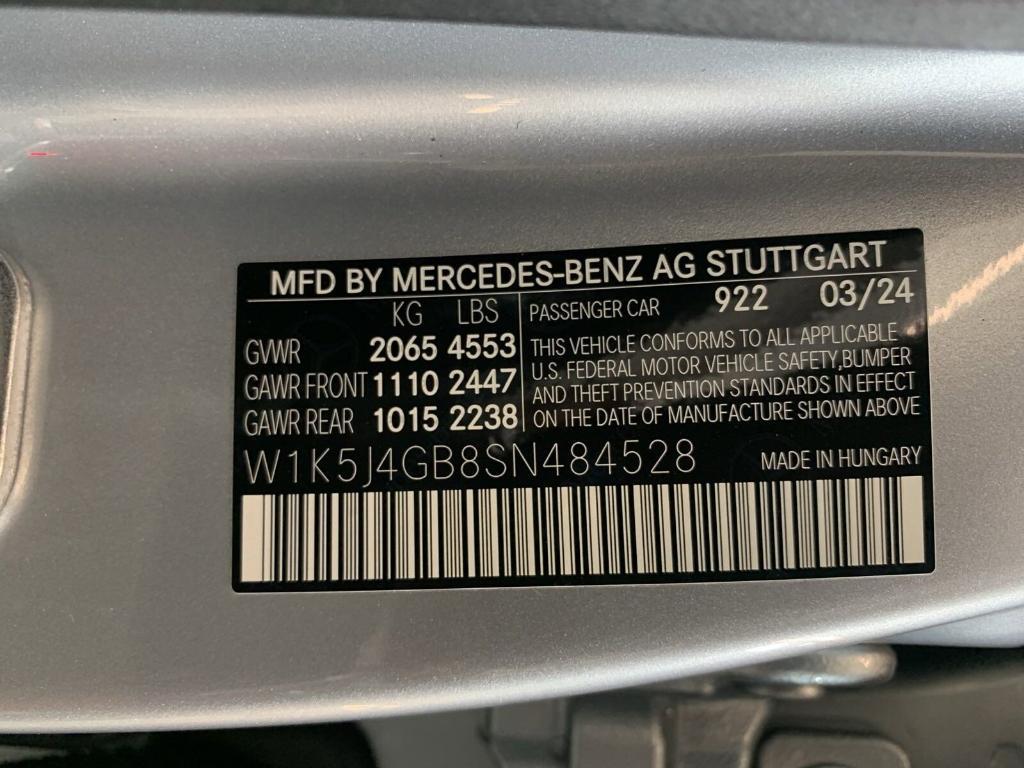 MFD BY MERCEDES-BENZ AG STUTTGART
KG LBS
GVWR 2065 4553
GAWR FRONT 1110 2447
GAWR REAR 1015 2238
PASSENGER CAR 922 03/24
THIS VEHICLE CONFORMS TO ALL APPLICABLE
U.S. FEDERAL MOTOR VEHICLE SAFETY,BUMPER
AND THEFT PREVENTION STANDARDS IN EFFECT
ON THE DATE OF MANUFACTURE SHOWN ABOVE
W1K5J4GB8SN484528
MADE IN HUNGARY